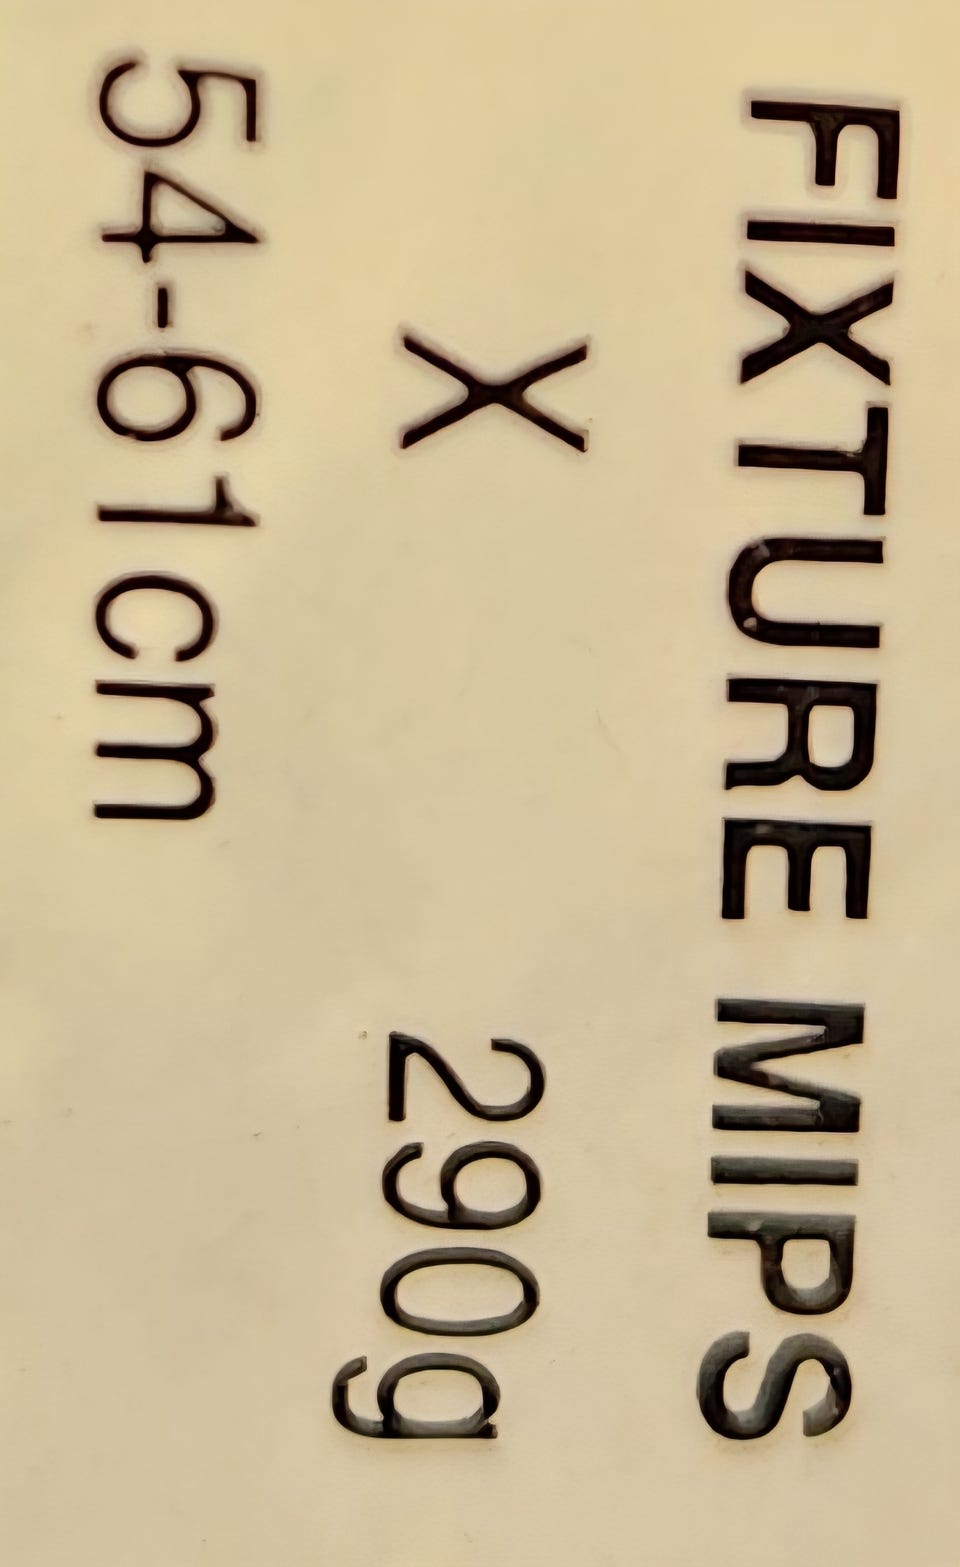 FIXTURE MIPS
X 290g
54-61cm